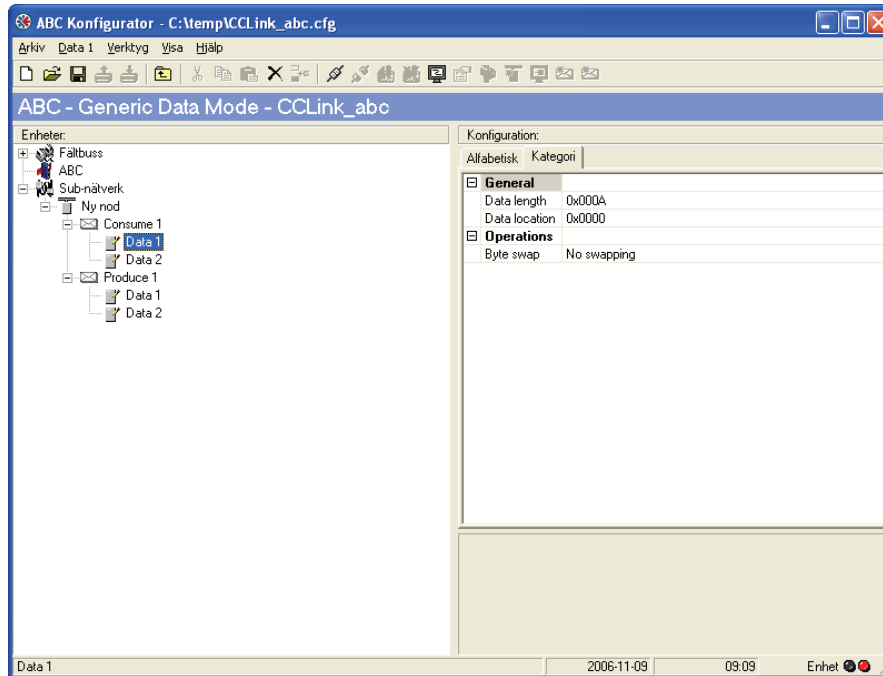 ABC Konfigurator - C:\temp\CCLink_abc.cfg
Arkiv Data 1 Verktyg Visa Hjälp
ABC - Generic Data Mode - CCLink_abc
Enheter:
Fältbuss
ABC
Sub-nätverk
Ny nod
Consume 1
Data 1
Data 2
Produce 1
Data 1
Data 2
Konfiguration:
Alfabetisk Kategori
General
Data length 0x000A
Data location 0x0000
Operations
Byte swap No swapping
Data 1 2006-11-09 09:09 Enhet